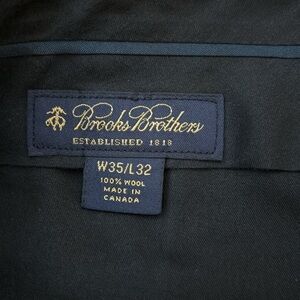 Brooks Brothers
ESTABLISHED 1818
W35/L32
100% WOOL
MADE IN
CANADA